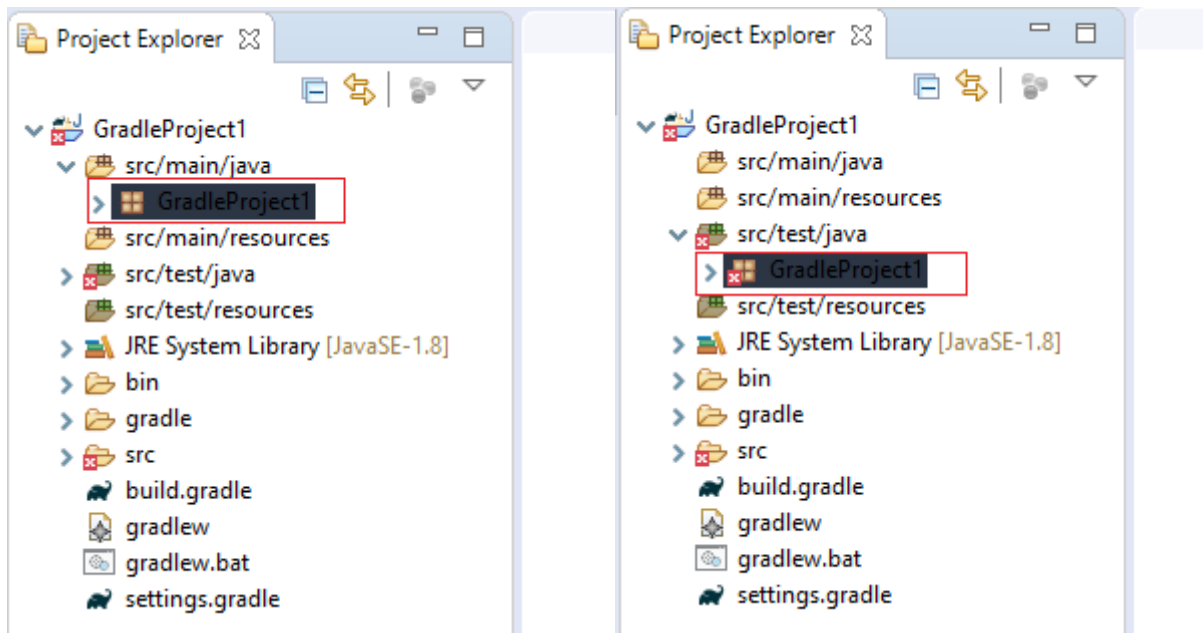 Project Explorer
GradleProject1
src/main/java
GradleProject1
src/main/resources
src/test/java
src/test/resources
JRE System Library [JavaSE-1.8]
bin
gradle
src
build.gradle
gradlew
gradlew.bat
settings.gradle
Project Explorer
GradleProject1
src/main/java
src/main/resources
src/test/java
GradleProject1
src/test/resources
JRE System Library [JavaSE-1.8]
bin
gradle
src
build.gradle
gradlew
gradlew.bat
settings.gradle